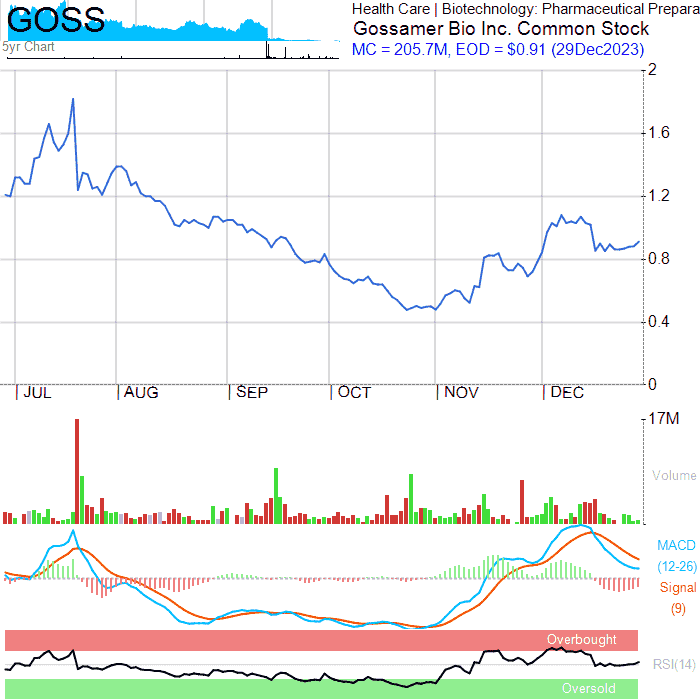 GOSS
Health Care | Biotechnology: Pharmaceutical Prepara
Gossamer Bio Inc. Common Stock
MC = 205.7M, EOD = $0.91 (29Dec2023)
5yr Chart
2
1.6
1.2
0.8
0.4
0
JUL AUG SEP OCT NOV DEC
17M
Volume
MACD
(12-26)
Signal
(9)
Overbought
RSI(14)
Oversold